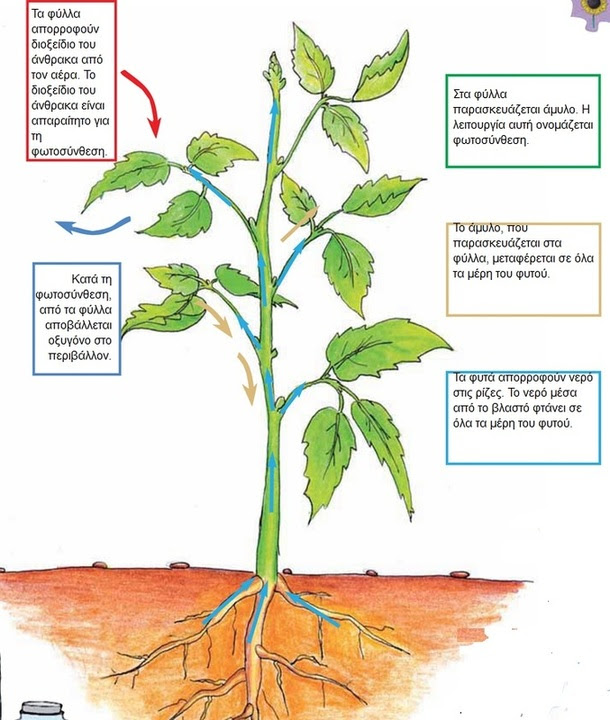 Τα φύλλα
απορροφούν
διοξείδιο του
άνθρακα από
τον αέρα. Το
διοξείδιο του
άνθρακα είναι
απαραίτητο για
τη
φωτοσύνθεση.
Στα φύλλα
παρασκευάζεται άμυλο. Η
λειτουργία αυτή ονομάζεται
φωτοσύνθεση.
Το άμυλο, που
παρασκευάζεται στα
φύλλα, μεταφέρεται σε όλα
τα μέρη του φυτού.
Κατά τη
φωτοσύνθεση,
από τα φύλλα
αποβάλλεται
οξυγόνο στο
περιβάλλον.
Τα φυτά απορροφούν νερό
στις ρίζες. Το νερό μέσα
από το βλαστό φτάνει σε
όλα τα μέρη του φυτού.